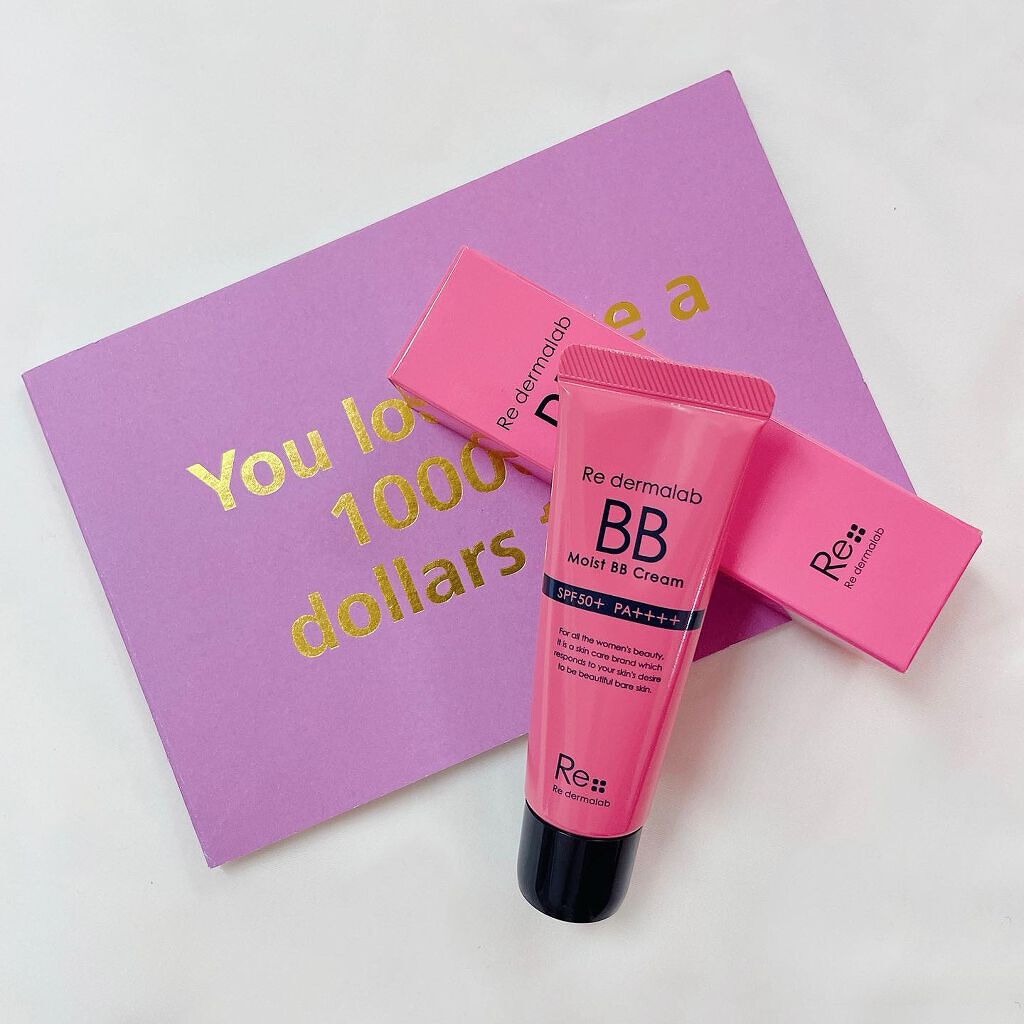 You lo
e a
1000
dollars
Re dermalab
Re::
Re dermalab
Re dermalab
BB
Moist BB Cream
SPF50+ PA++++
For all the women's beauty,
it is a skin care brand which
responds to your skin's desire
to be beautiful bare skin.
Re::
Re dermalab